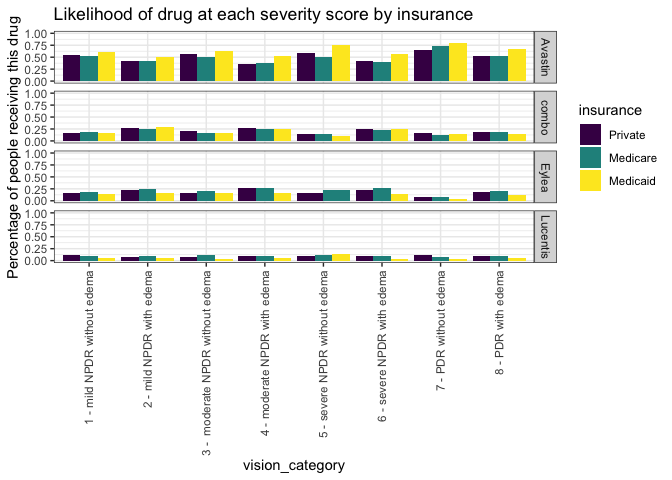 Likelihood of drug at each severity score by insurance
Percentage of people receiving this drug
1.00
0.75
0.50
0.25
0.00
Avastin
1.00
0.75
0.50
0.25
0.00
combo
1.00
0.75
0.50
0.25
0.00
Eylea
1.00
0.75
0.50
0.25
0.00
Lucentis
1 - mild NPDR without edema
2 - mild NPDR with edema
3 - moderate NPDR without edema
4 - moderate NPDR with edema
5 - severe NPDR without edema
6 - severe NPDR with edema
7 - PDR without edema
8 - PDR with edema
vision_category
insurance
Private
Medicare
Medicaid